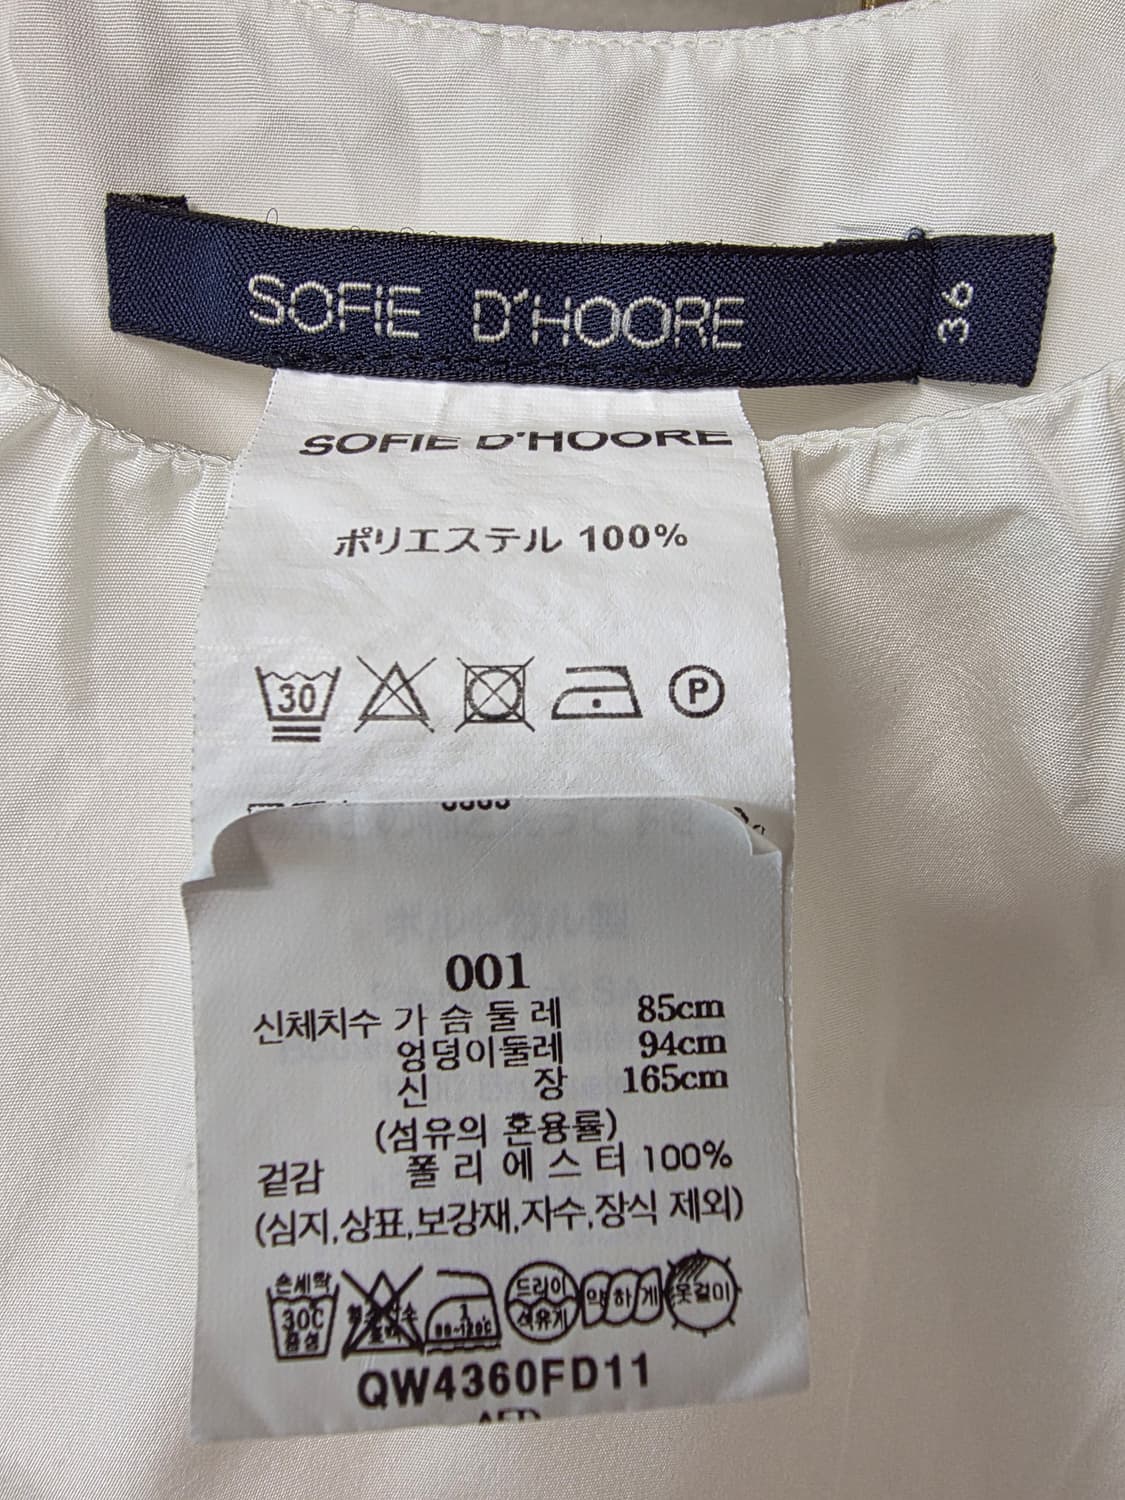 SOFIE D'HOORE
36
SOFIE D'HOORE
ポリエステル 100%
30
P
001
신체치수 가 슴 둘 레 85cm
엉덩이둘레 94cm
신 장 165cm
(섬유의 혼용률)
겉감 폴 리 에 스 터 100%
(심지,상표,보강재,자수,장식 제외)
손세탁
30℃
중성
드라이
석유계
약하게
옷걸이
QW4360FD11